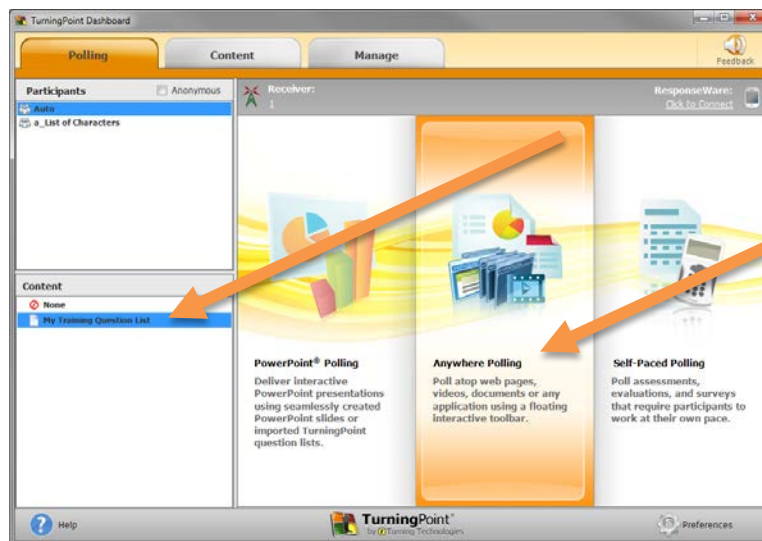 TurningPoint Dashboard
Polling
Content
Manage
Feedback
Participants
Anonymous
Auto
a_List of Characters
Receiver:
1
ResponseWare:
Click to Connect
Content
None
My Training Question List
PowerPoint® Polling
Deliver interactive
PowerPoint presentations
using seamlessly created
PowerPoint slides or
imported TurningPoint
question lists.
Anywhere Polling
Poll atop web pages,
videos, documents or any
application using a floating
interactive toolbar.
Self-Paced Polling
Poll assessments,
evaluations, and surveys
that require participants to
work at their own pace.
Help
TurningPoint™
by Turning Technologies
Preferences